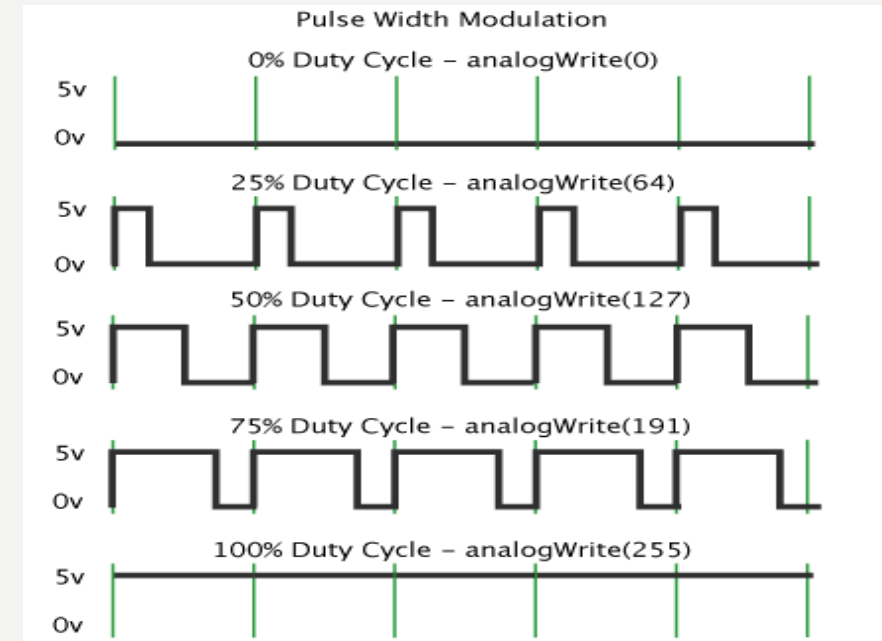 Pulse Width Modulation
0% Duty Cycle – analogWrite(0)
5v
0v
25% Duty Cycle – analogWrite(64)
5v
0v
50% Duty Cycle – analogWrite(127)
5v
0v
75% Duty Cycle – analogWrite(191)
5v
0v
100% Duty Cycle – analogWrite(255)
5v
0v